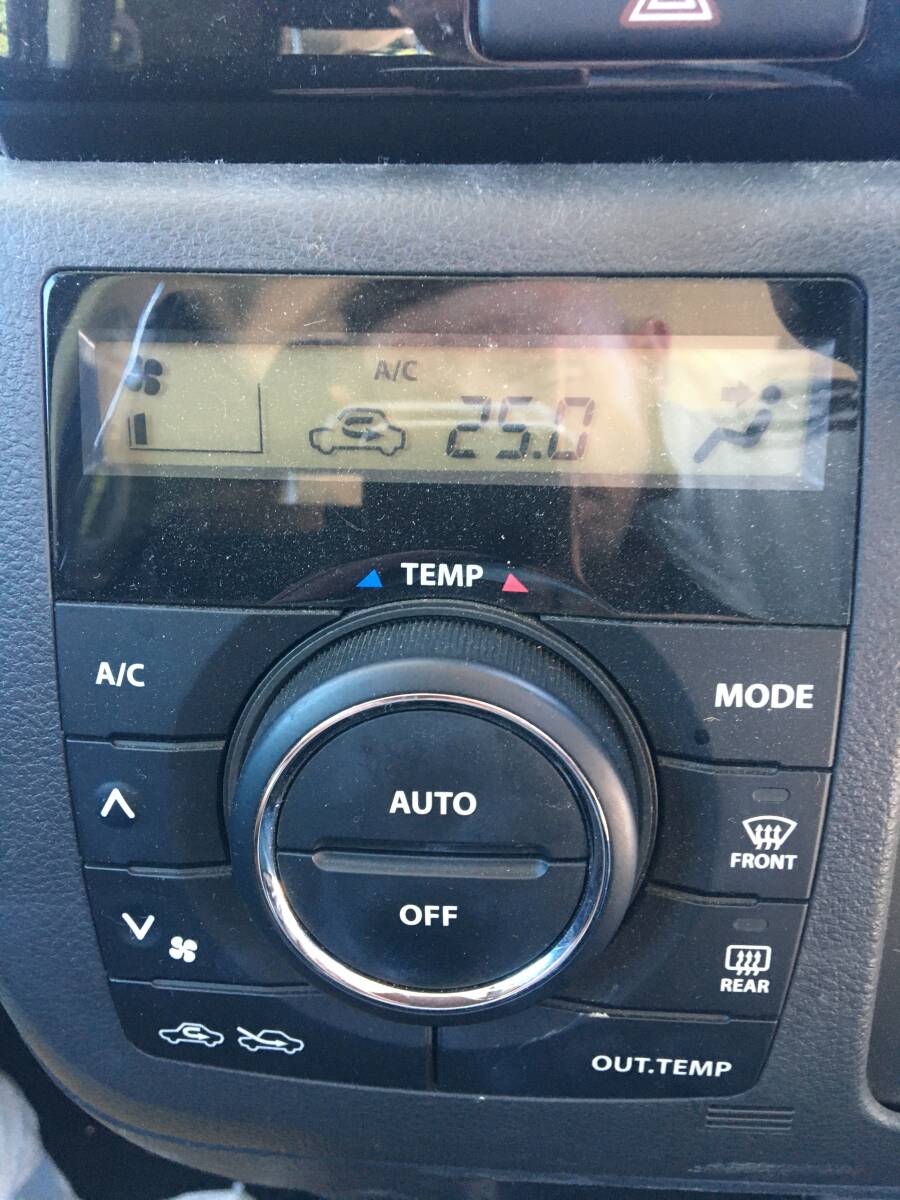 A/C
25.0
TEMP
A/C
MODE
AUTO
FRONT
OFF
REAR
OUT.TEMP